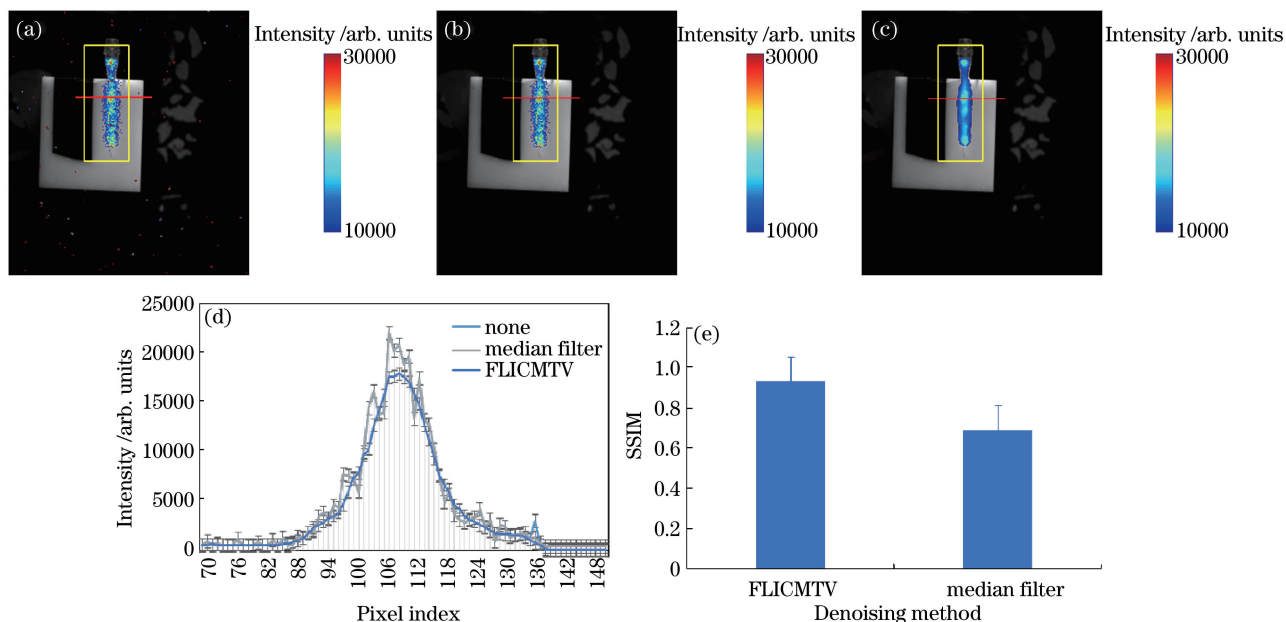 (a)
Intensity /arb. units
30000
10000
(b)
Intensity /arb. units
30000
10000
(c)
Intensity /arb. units
30000
10000
(d)
none
median filter
FLICMTV
25000
20000
15000
10000
5000
0
Intensity /arb. units
70 76 82 88 94 100 106 112 118 124 130 136 142 148
Pixel index
(e)
1.2
1.0
0.8
0.6
0.4
0.2
0
SSIM
FLICMTV median filter
Denoising method